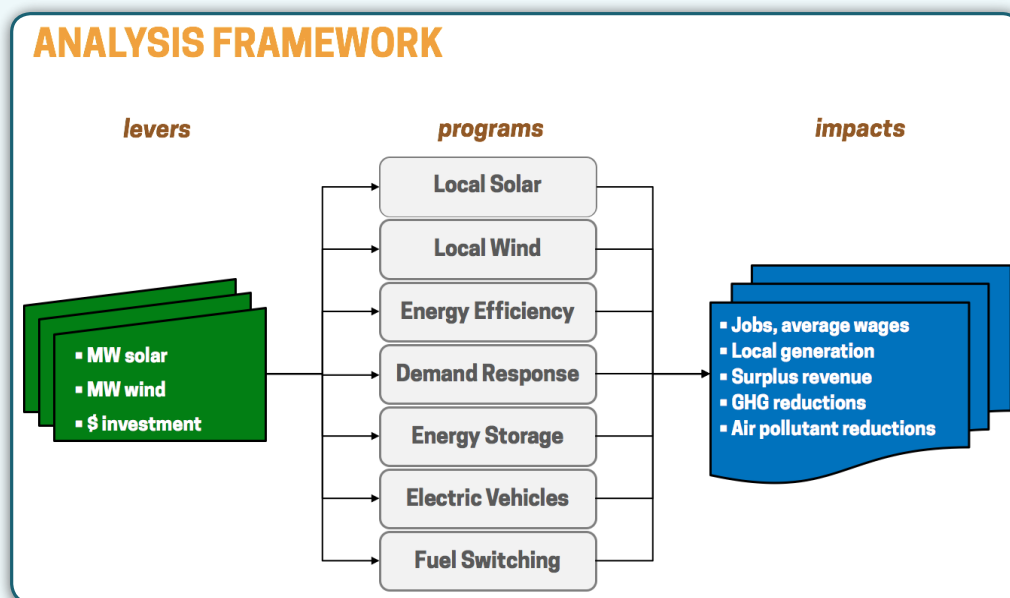 ANALYSIS FRAMEWORK
levers
programs
impacts
▪ MW solar
▪ MW wind
▪ $ investment
Local Solar
Local Wind
Energy Efficiency
Demand Response
Energy Storage
Electric Vehicles
Fuel Switching
▪ Jobs, average wages
▪ Local generation
▪ Surplus revenue
▪ GHG reductions
▪ Air pollutant reductions